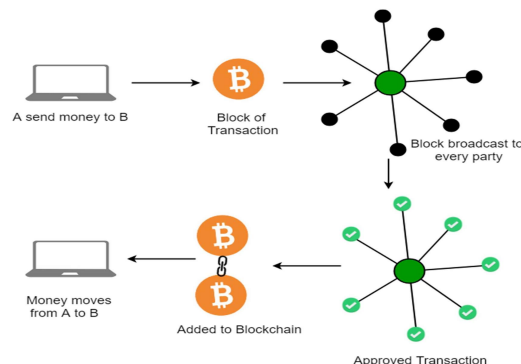 A send money to B
Block of
Transaction
Block broadcast to
every party
Money moves
from A to B
Added to Blockchain
Approved Transaction